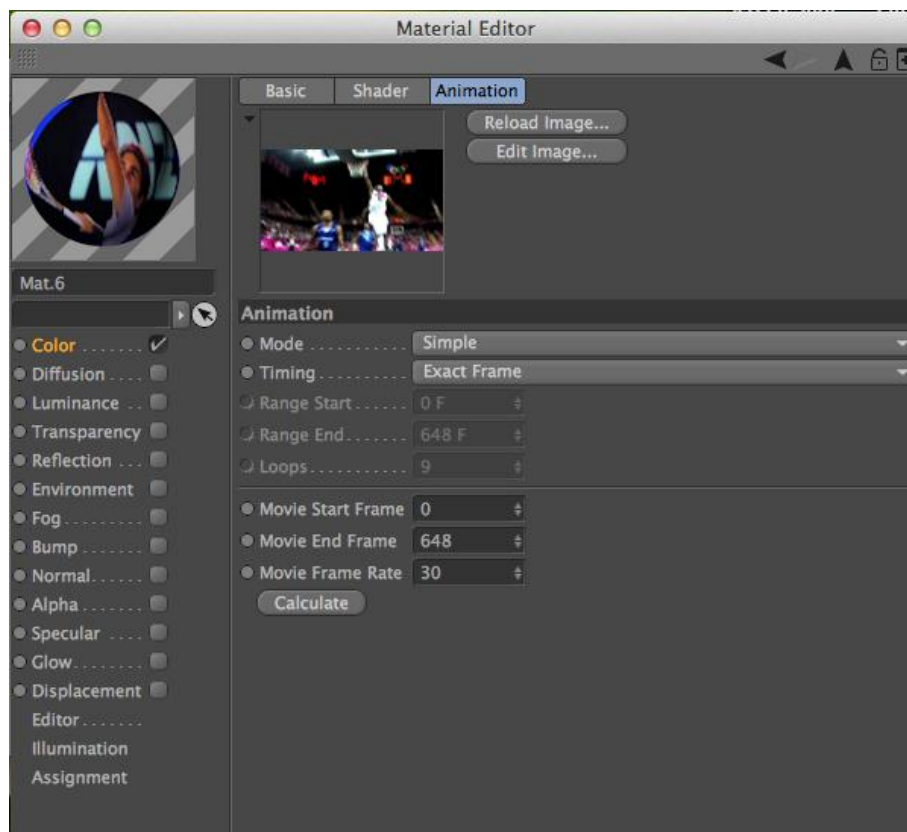 Material Editor
Basic Shader Animation
Reload Image...
Edit Image...
Mat.6
Animation
Color ....... 
Mode ........... Simple
Diffusion ....
Timing .......... Exact Frame
Luminance ..
Range Start ...... 0 F
Transparency
Range End ....... 648 F
Reflection ...
Loops ........... 9
Environment
Fog .........
Movie Start Frame 0
Bump .......
Movie End Frame 648
Normal ......
Movie Frame Rate 30
Alpha .......
Calculate
Specular ....
Glow ........
Displacement
Editor .......
Illumination
Assignment